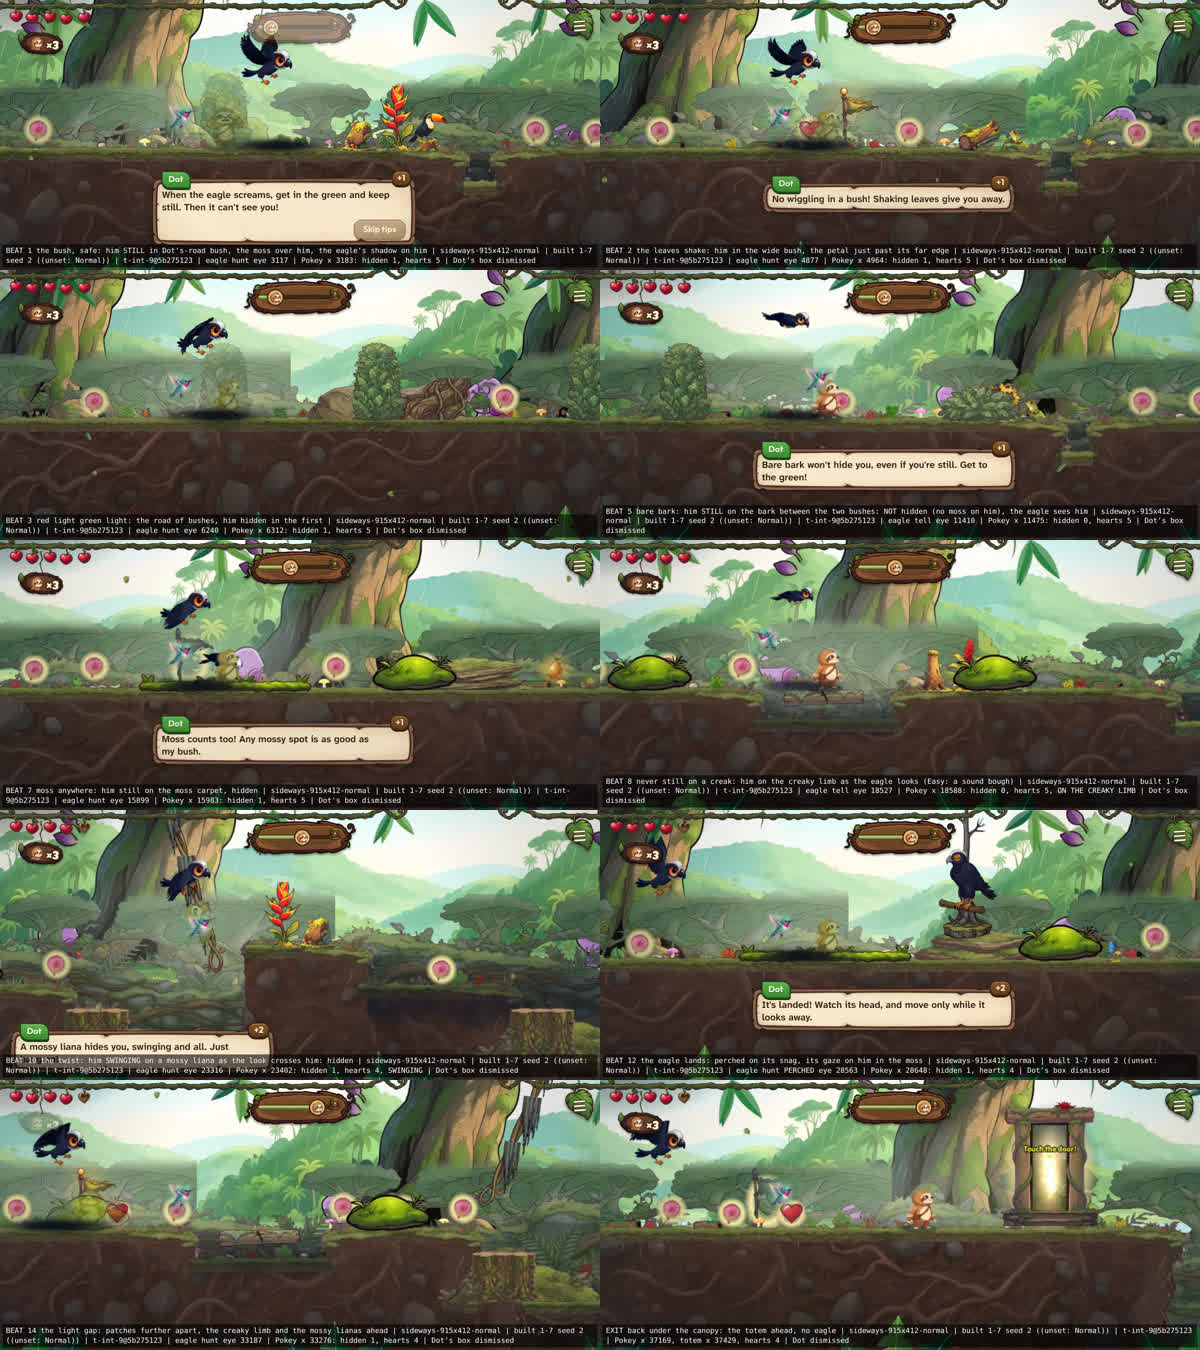 ×3
Dot
+1
When the eagle screams, get in the green and keep
still. Then it can't see you!
Skip tips
BEAT 1 the bush, safe: him STILL in Dot's-road bush, the moss over him, the eagle's shadow on him | sideways-915x412-normal | built 1-7
seed 2 ((unset: Normal)) | t-int-9@5b275123 | eagle hunt eye 3117 | Pokey x 3183: hidden 1, hearts 5 | Dot's box dismissed
×3
Dot
+1
No wiggling in a bush! Shaking leaves give you away.
BEAT 2 the leaves shake: him in the wide bush, the petal just past its far edge | sideways-915x412-normal | built 1-7 seed 2 ((unset:
Normal)) | t-int-9@5b275123 | eagle hunt eye 4877 | Pokey x 4964: hidden 1, hearts 5 | Dot's box dismissed
×3
BEAT 3 red light green light: the road of bushes, him hidden in the first | sideways-915x412-normal | built 1-7 seed 2 ((unset:
Normal)) | t-int-9@5b275123 | eagle hunt eye 6240 | Pokey x 6312: hidden 1, hearts 5 | Dot's box dismissed
×3
Dot
+1
Bare bark won't hide you, even if you're still. Get to
the green!
BEAT 5 bare bark: him STILL on the bark between the two bushes: NOT hidden (no moss on him), the eagle sees him | sideways-915x412-
normal | built 1-7 seed 2 ((unset: Normal)) | t-int-9@5b275123 | eagle tell eye 11410 | Pokey x 11475: hidden 0, hearts 5 | Dot's box
dismissed
×3
Dot
+1
Moss counts too! Any mossy spot is as good as
my bush.
BEAT 7 moss anywhere: him still on the moss carpet, hidden | sideways-915x412-normal | built 1-7 seed 2 ((unset: Normal)) | t-int-
9@5b275123 | eagle hunt eye 15899 | Pokey x 15983: hidden 1, hearts 5 | Dot's box dismissed
×3
BEAT 8 never still on a creak: him on the creaky limb as the eagle looks (Easy: a sound bough) | sideways-915x412-normal | built 1-7
seed 2 ((unset: Normal)) | t-int-9@5b275123 | eagle tell eye 18527 | Pokey x 18588: hidden 0, hearts 5, ON THE CREAKY LIMB | Dot's box
dismissed
×3
Dot
+2
A mossy liana hides you, swinging and all. Just
BEAT 10 the twist: him SWINGING on a mossy liana as the look crosses him: hidden | sideways-915x412-normal | built 1-7 seed 2 ((unset:
Normal)) | t-int-9@5b275123 | eagle hunt eye 23316 | Pokey x 23402: hidden 1, hearts 4, SWINGING | Dot's box dismissed
×3
Dot
+2
It's landed! Watch its head, and move only while it
looks away.
BEAT 12 the eagle lands: perched on its snag, its gaze on him in the moss | sideways-915x412-normal | built 1-7 seed 2 ((unset:
Normal)) | t-int-9@5b275123 | eagle hunt PERCHED eye 28563 | Pokey x 28648: hidden 1, hearts 4 | Dot's box dismissed
×3
BEAT 14 the light gap: patches further apart, the creaky limb and the mossy lianas ahead | sideways-915x412-normal | built 1-7 seed 2
((unset: Normal)) | t-int-9@5b275123 | eagle hunt eye 33187 | Pokey x 33276: hidden 1, hearts 4 | Dot's box dismissed
×3
Touch the door!
EXIT back under the canopy: the totem ahead, no eagle | sideways-915x412-normal | built 1-7 seed 2 ((unset: Normal)) | t-int-9@5b275123
| Pokey x 37169, totem x 37429, hearts 4 | Dot dismissed